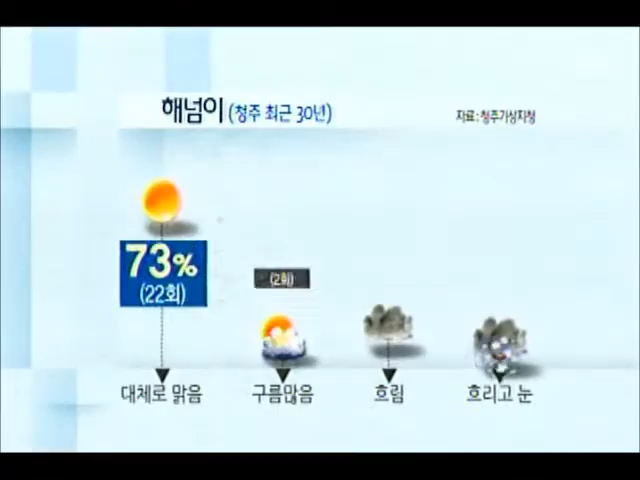 해넘이 (청주 최근 30년)
자료 : 청주기상지청
73%
(22회)
(2회)
대체로 맑음
구름많음
흐림
흐리고 눈